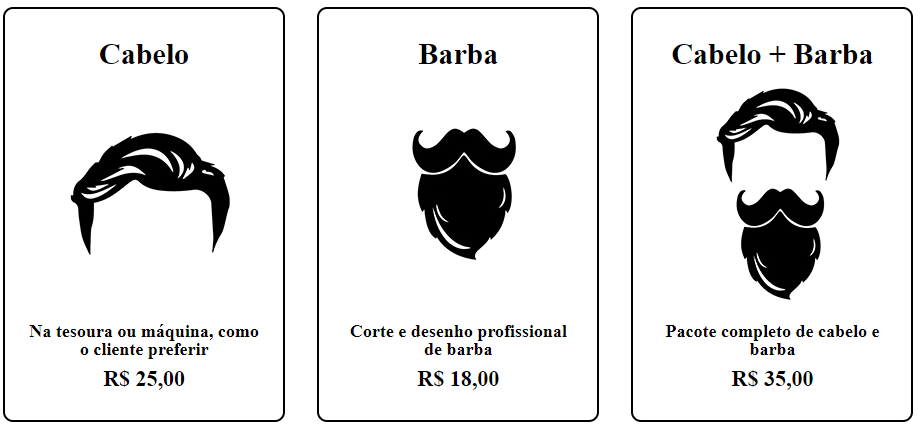 Cabelo
Na tesoura ou máquina, como
o cliente preferir
R$ 25,00
Barba
Corte e desenho profissional
de barba
R$ 18,00
Cabelo + Barba
Pacote completo de cabelo e
barba
R$ 35,00